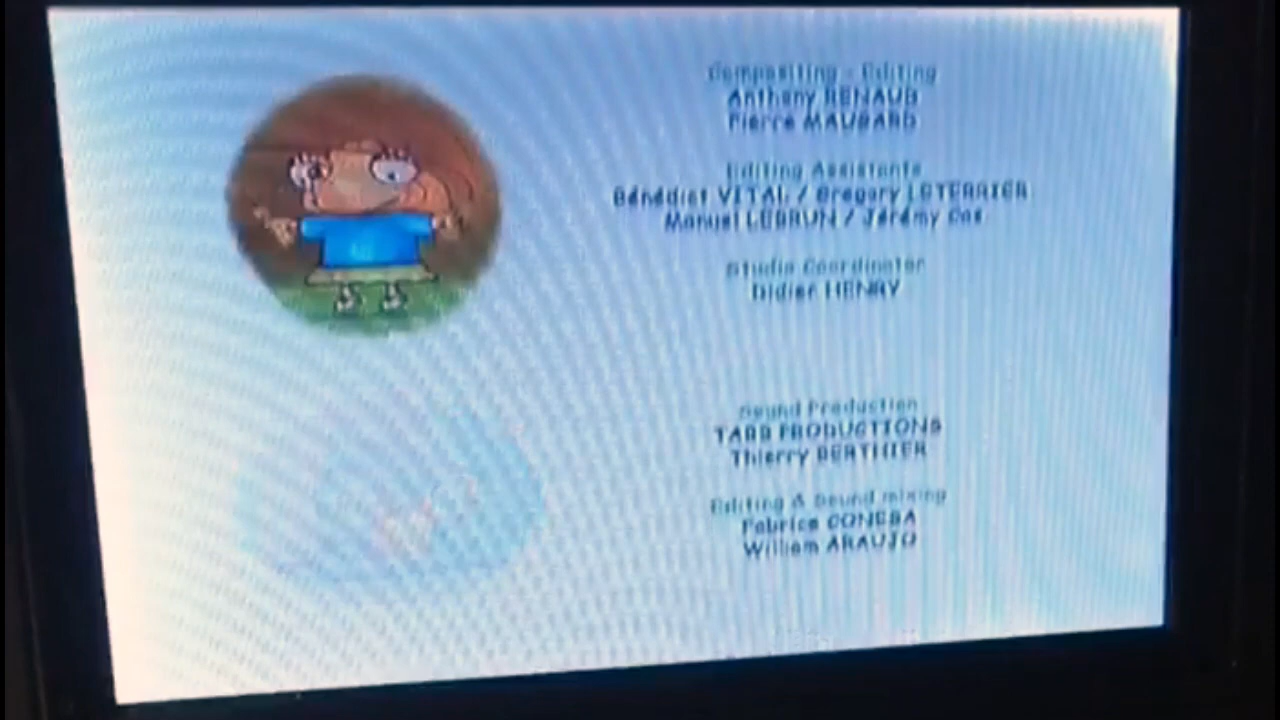 Compositing - Editing
Anthony RENAUD
Pierre MAUBARD
Editing Assistants
Bénédict VITAL / Gregory LETERRIER
Manuel LEBRUN / Jérémy Cos
Studio Coordinator
Didier HENRY
Sound Production
PRODUCTIONS
Thierry BERTHIER
Editing & Sound mixing
Fabrice CONESA
William ARAUJO